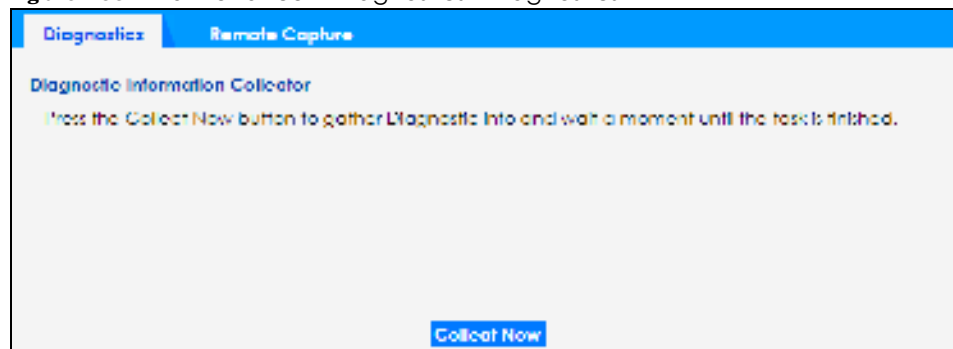 Diagnostics Remote Capture
Diagnostic Information Collector
Press the Collect Now button to gather Diagnostic Info and wait a moment until the task is finished.
Collect Now